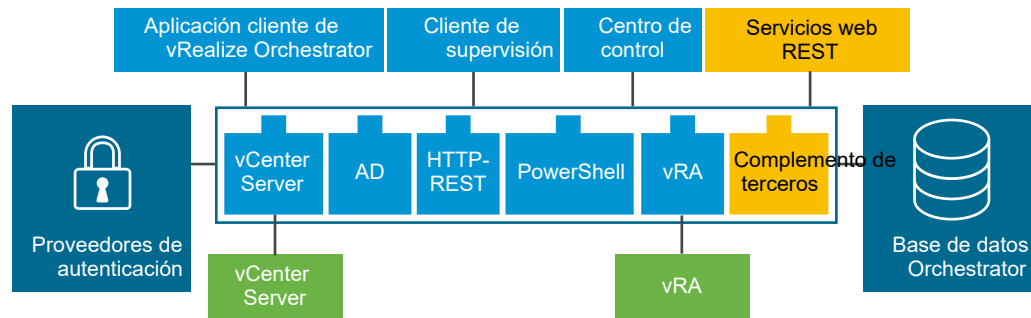 Aplicación cliente de
vRealize Orchestrator
Cliente de
supervisión
Centro de
control
Servicios web
REST
Proveedores de
autenticación
vCenter
Server
AD
HTTP-
REST
PowerShell
vRA
Complemento de
terceros
Base de datos
Orchestrator
vCenter
Server
vRA